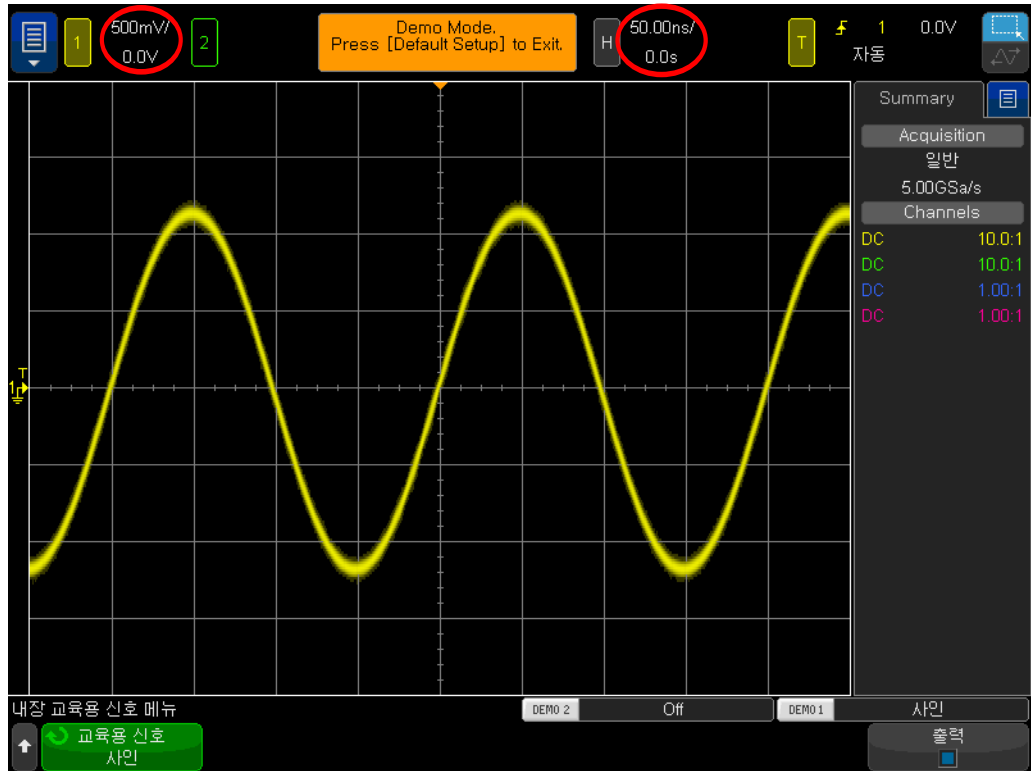 1
500mV/
0.0V
2
Demo Mode.
Press [Default Setup] to Exit.
H
50.00ns/
0.0s
T
1
0.0V
자동
Summary
Acquisition
일반
5.00GSa/s
Channels
DC 10.0:1
DC 10.0:1
DC 1.00:1
DC 1.00:1
T
1
내장 교육용 신호 메뉴
DEMO 2 Off
DEMO 1 사인
교육용 신호
사인
출력